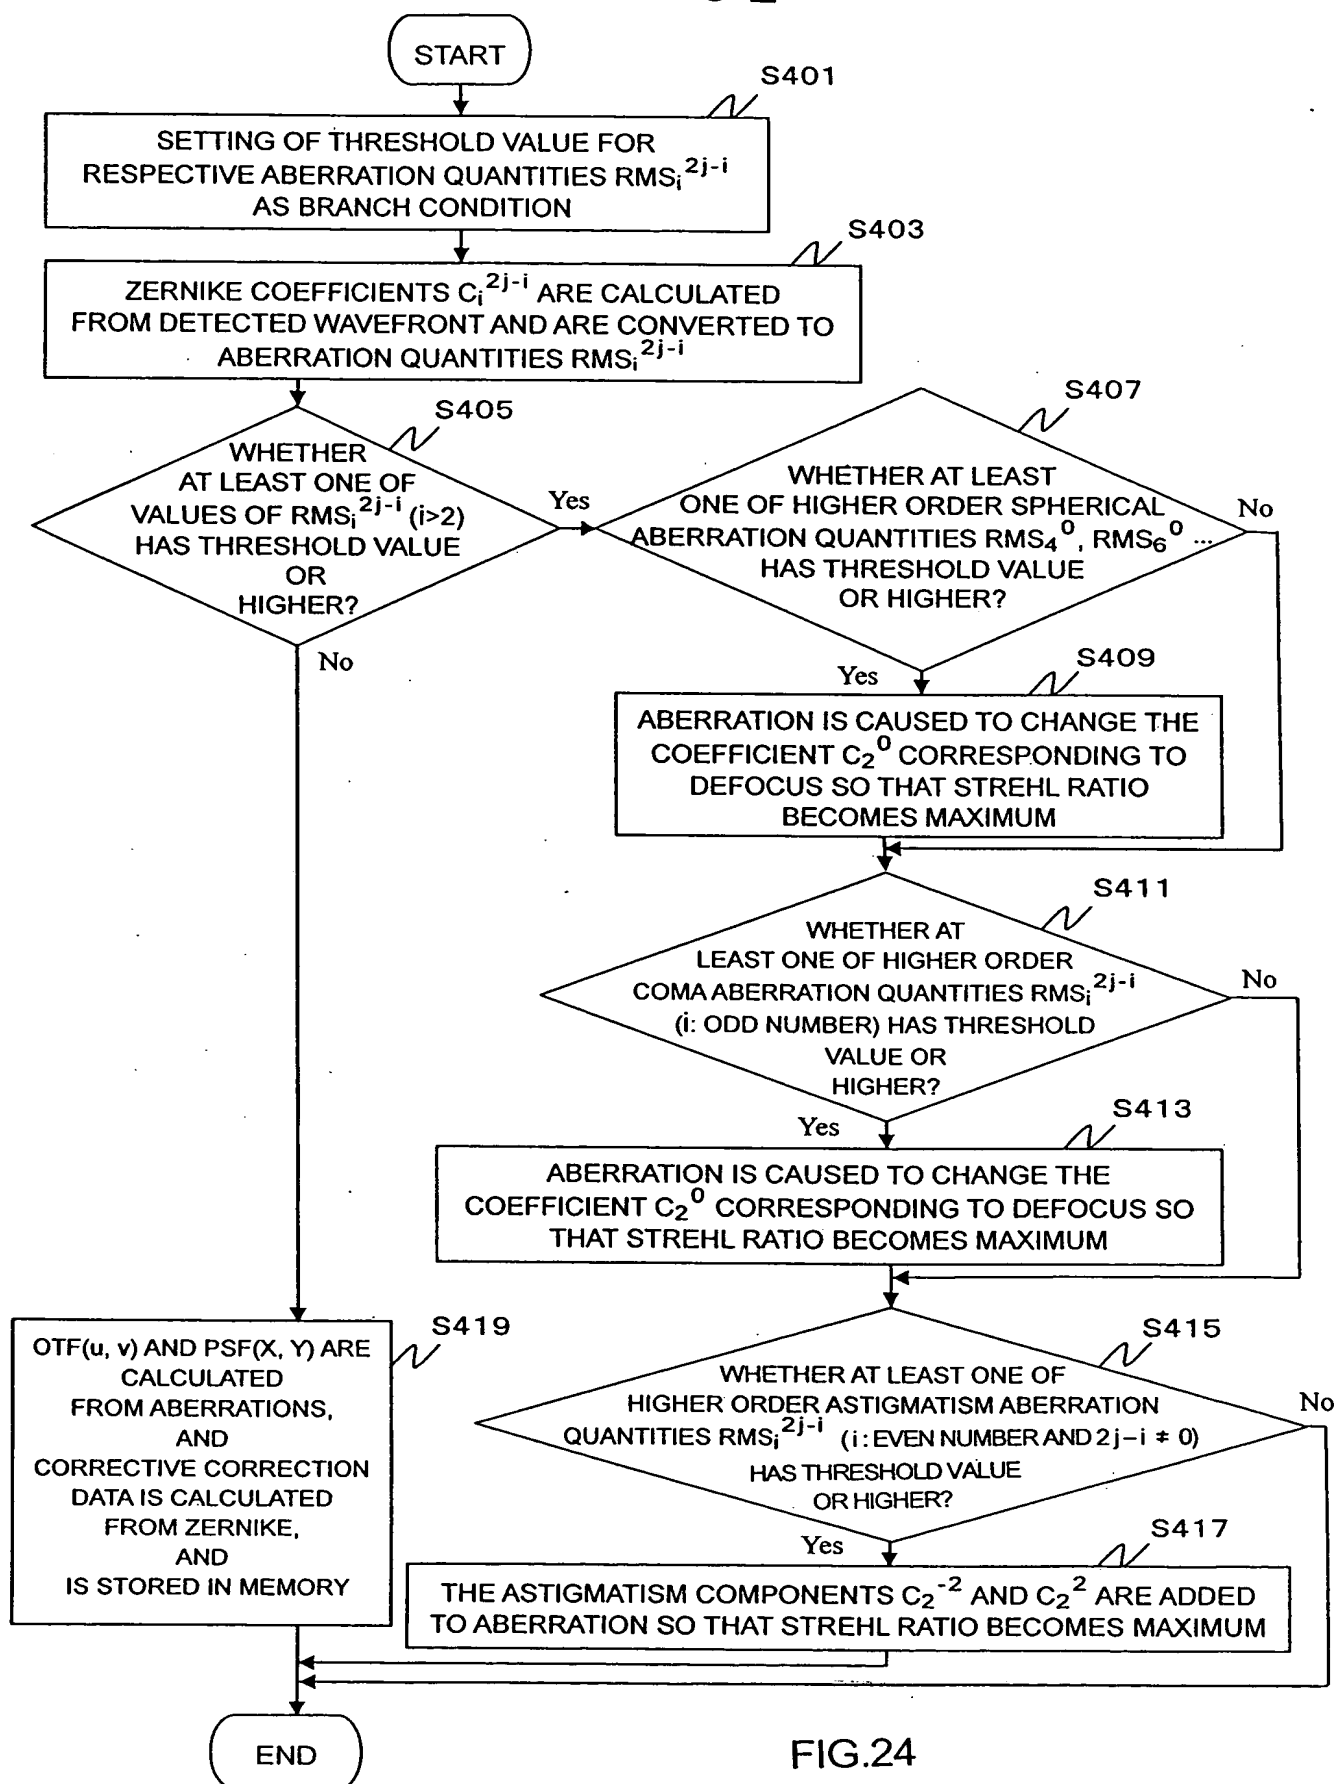 START
S401
SETTING OF THRESHOLD VALUE FOR
RESPECTIVE ABERRATION QUANTITIES RMSᵢ²ʲ⁻ⁱ
AS BRANCH CONDITION
S403
ZERNIKE COEFFICIENTS Cᵢ²ʲ⁻ⁱ ARE CALCULATED
FROM DETECTED WAVEFRONT AND ARE CONVERTED TO
ABERRATION QUANTITIES RMSᵢ²ʲ⁻ⁱ
S405
WHETHER
AT LEAST ONE OF
VALUES OF RMSᵢ²ʲ⁻ⁱ (i>2)
HAS THRESHOLD VALUE
OR
HIGHER?
Yes
No
S407
WHETHER AT LEAST
ONE OF HIGHER ORDER SPHERICAL
ABERRATION QUANTITIES RMS₄⁰, RMS₆⁰ ...
HAS THRESHOLD VALUE
OR HIGHER?
No
Yes
S409
ABERRATION IS CAUSED TO CHANGE THE
COEFFICIENT C₂⁰ CORRESPONDING TO
DEFOCUS SO THAT STREHL RATIO
BECOMES MAXIMUM
S411
WHETHER AT
LEAST ONE OF HIGHER ORDER
COMA ABERRATION QUANTITIES RMSᵢ²ʲ⁻ⁱ
(i: ODD NUMBER) HAS THRESHOLD
VALUE OR
HIGHER?
No
Yes
S413
ABERRATION IS CAUSED TO CHANGE THE
COEFFICIENT C₂⁰ CORRESPONDING TO DEFOCUS SO
THAT STREHL RATIO BECOMES MAXIMUM
S415
WHETHER AT LEAST ONE OF
HIGHER ORDER ASTIGMATISM ABERRATION
QUANTITIES RMSᵢ²ʲ⁻ⁱ (i: EVEN NUMBER AND 2j−i ≠ 0)
HAS THRESHOLD VALUE
OR HIGHER?
No
Yes
S417
THE ASTIGMATISM COMPONENTS C₂⁻² AND C₂² ARE ADDED
TO ABERRATION SO THAT STREHL RATIO BECOMES MAXIMUM
S419
OTF(u, v) AND PSF(X, Y) ARE
CALCULATED
FROM ABERRATIONS,
AND
CORRECTIVE CORRECTION
DATA IS CALCULATED
FROM ZERNIKE,
AND
IS STORED IN MEMORY
END
FIG.24